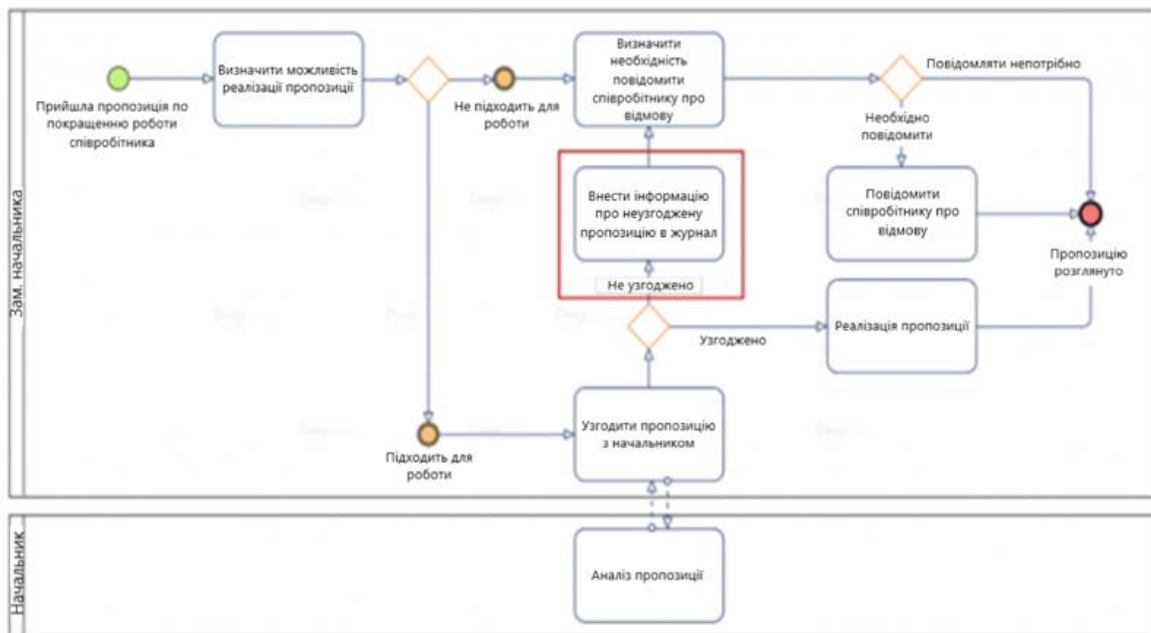 Зам. начальника
Прийшла пропозиція по
покращенню роботи
співробітника
Визначити можливість
реалізації пропозиції
Не підходить для
роботи
Визначити
необхідність
повідомити
співробітнику про
відмову
Повідомляти непотрібно
Необхідно
повідомити
Внести інформацію
про неузгоджену
пропозицію в журнал
Повідомити
співробітнику про
відмову
Пропозицію
розглянуто
Не узгоджено
Узгоджено
Реалізація пропозиції
Підходить для
роботи
Узгодити пропозицію
з начальником
Начальник
Аналіз пропозиції